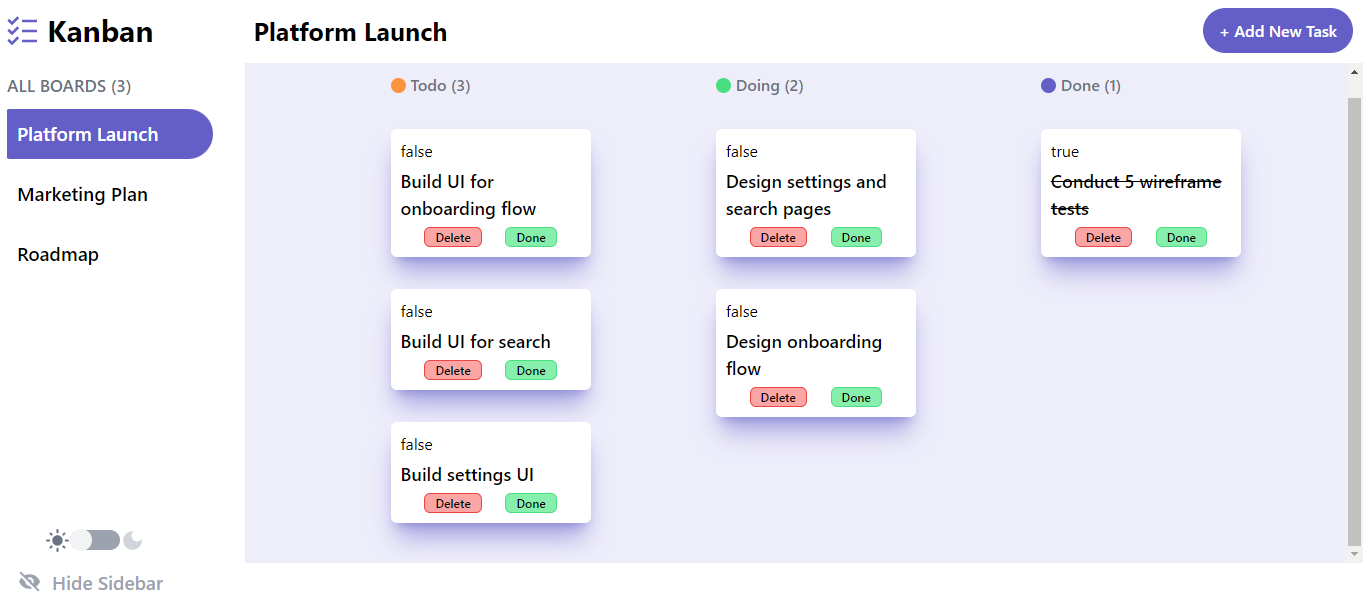 Kanban
Platform Launch
+ Add New Task
ALL BOARDS (3)
Platform Launch
Marketing Plan
Roadmap
Hide Sidebar
Todo (3)
false
Build UI for
onboarding flow
Delete Done
false
Build UI for search
Delete Done
false
Build settings UI
Delete Done
Doing (2)
false
Design settings and
search pages
Delete Done
false
Design onboarding
flow
Delete Done
Done (1)
true
Conduct 5 wireframe
tests
Delete Done